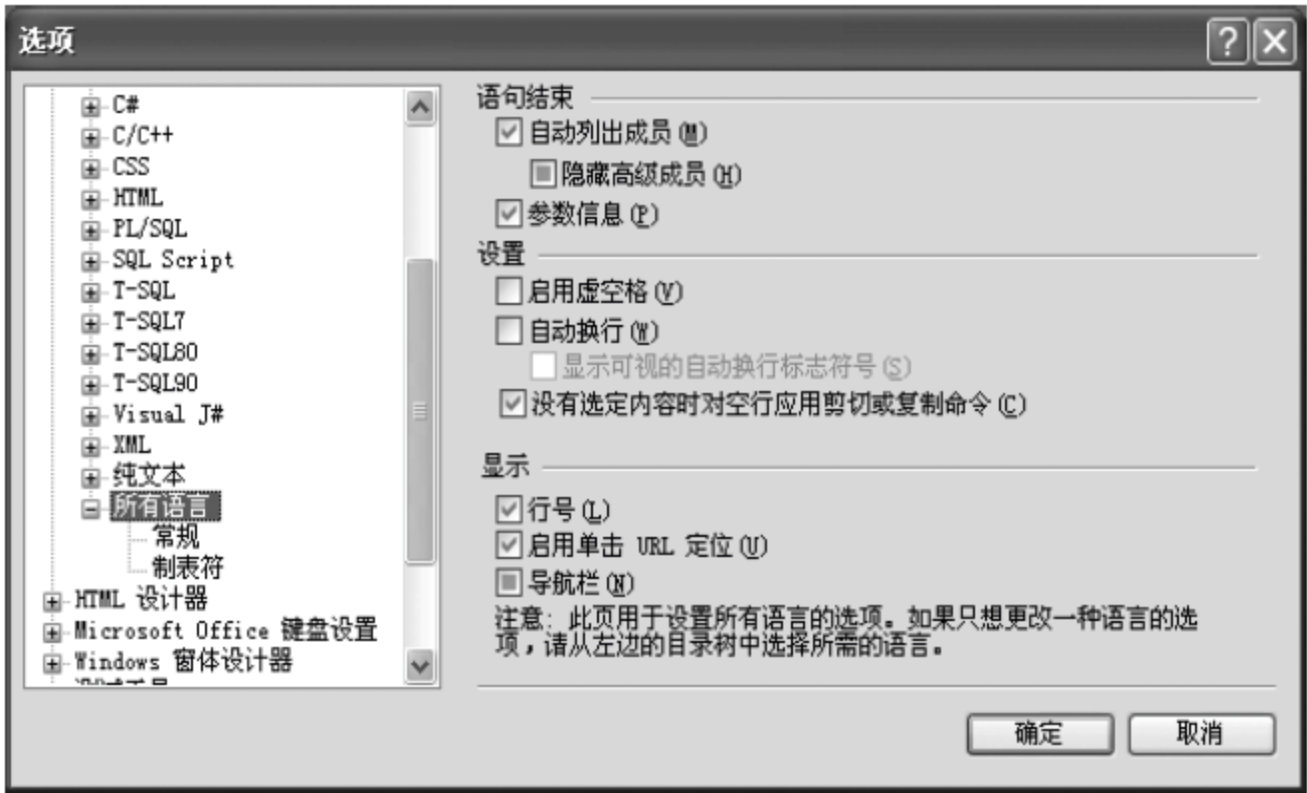 选项
C#
C/C++
CSS
HTML
PL/SQL
SQL Script
T-SQL
T-SQL7
T-SQL80
T-SQL90
Visual J#
XML
纯文本
所有语言
常规
制表符
HTML 设计器
Microsoft Office 键盘设置
Windows 窗体设计器
语句结束
自动列出成员(M)
隐藏高级成员(H)
参数信息(P)
设置
启用虚空格(V)
自动换行(W)
显示可视的自动换行标志符号(S)
没有选定内容时对空行应用剪切或复制命令(C)
显示
行号(L)
启用单击 URL 定位(U)
导航栏(N)
注意: 此页用于设置所有语言的选项。如果只想更改一种语言的选
项,请从左边的目录树中选择所需的语言。
确定
取消